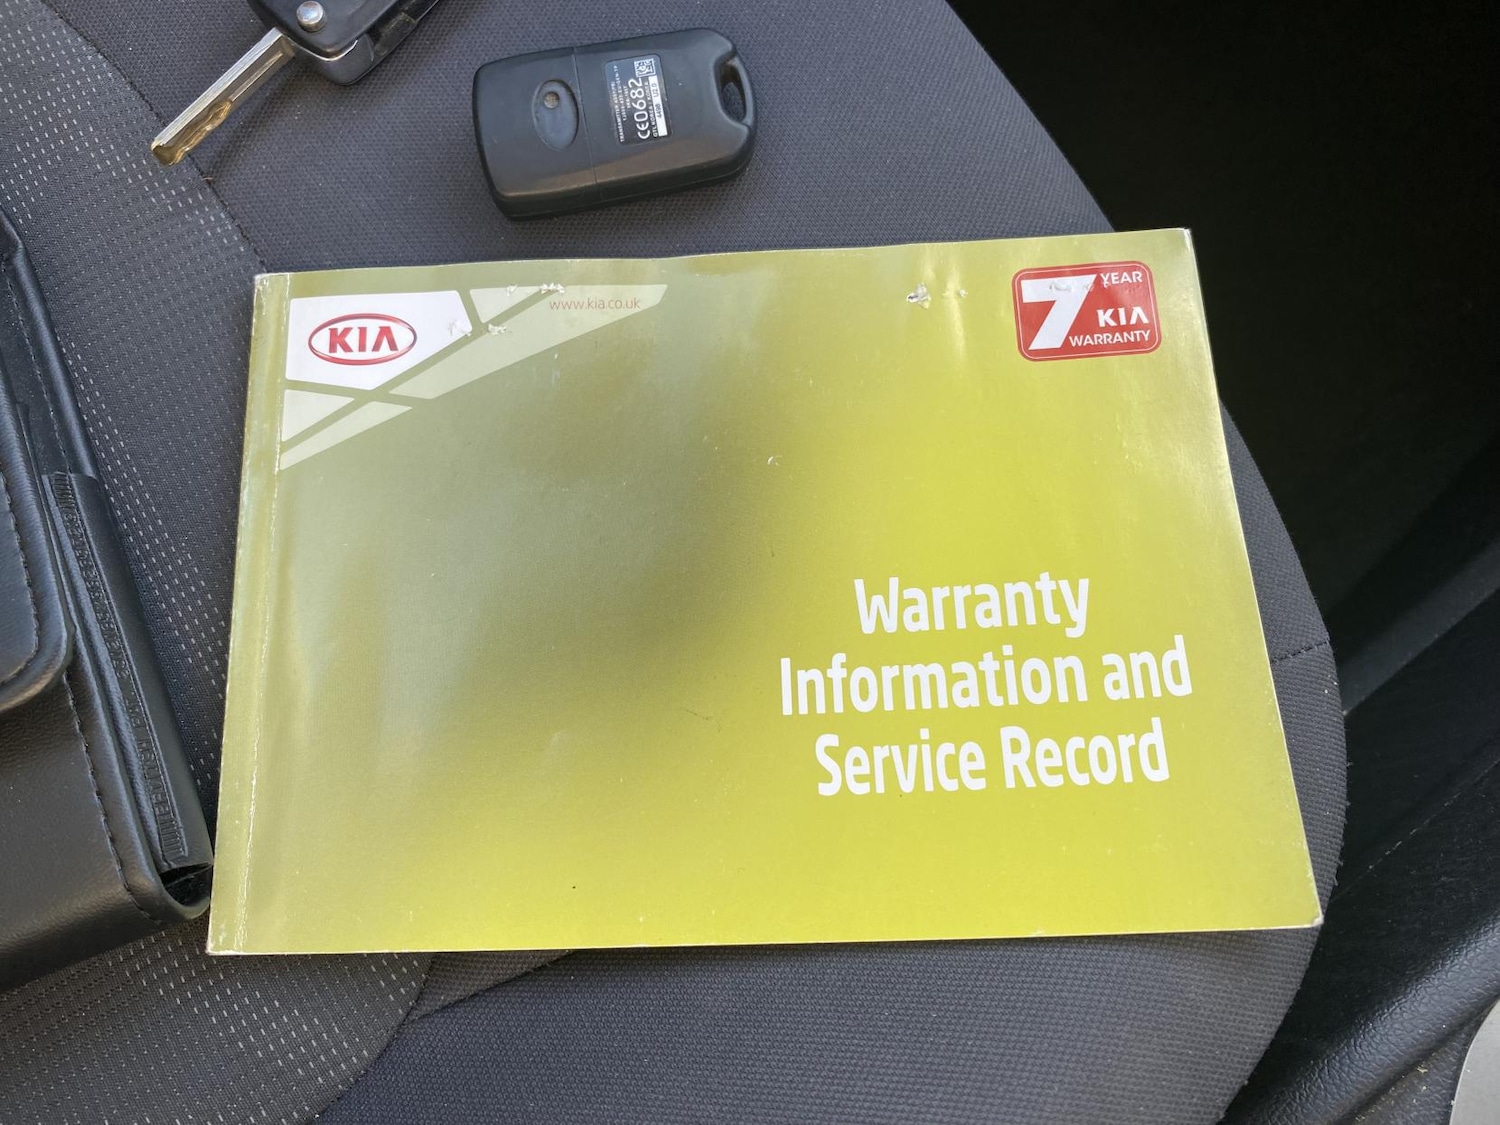 CE0682
KIA
www.kia.co.uk
7 YEAR
KIA
WARRANTY
Warranty
Information and
Service Record